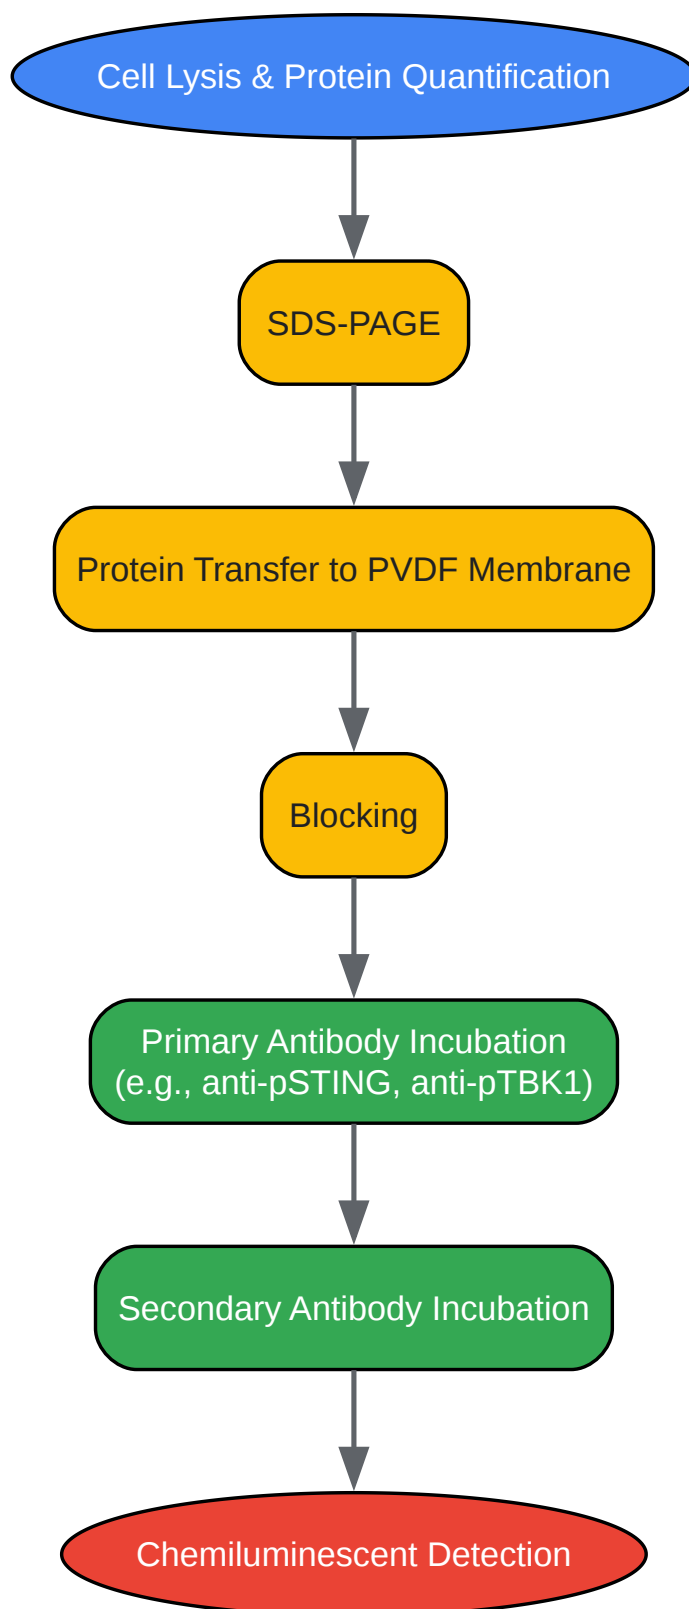 Cell Lysis & Protein Quantification
SDS-PAGE
Protein Transfer to PVDF Membrane
Blocking
Primary Antibody Incubation
(e.g., anti-pSTING, anti-pTBK1)
Secondary Antibody Incubation
Chemiluminescent Detection